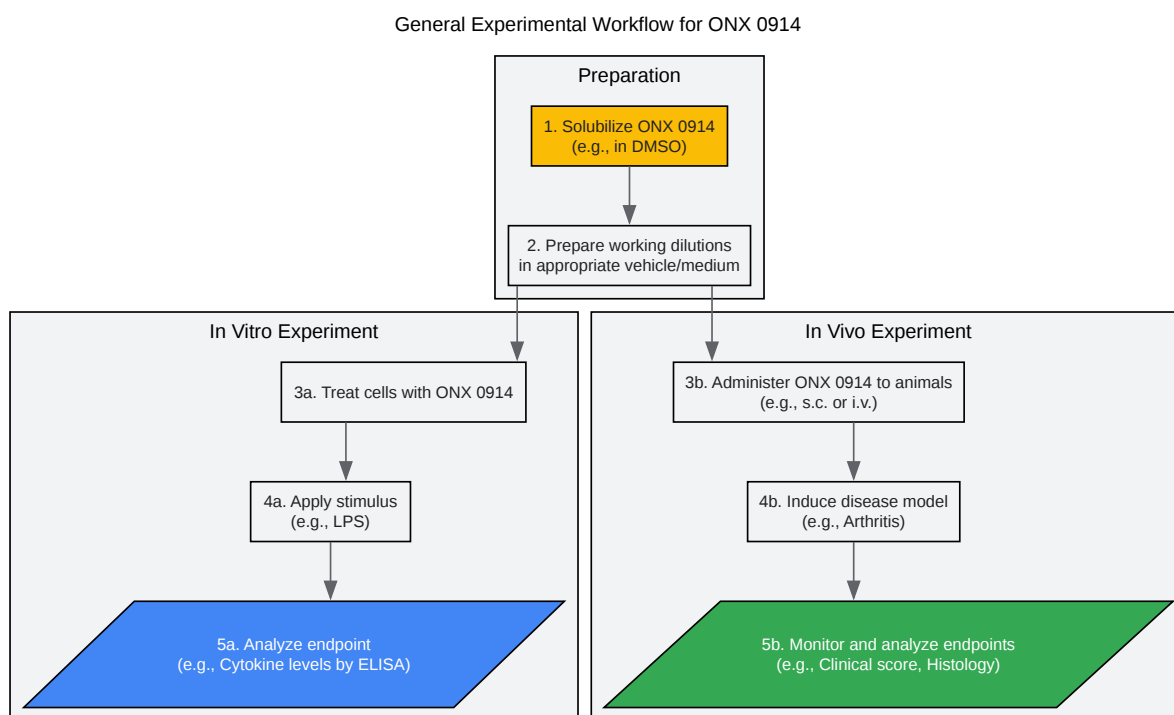 General Experimental Workflow for ONX 0914
Preparation
1. Solubilize ONX 0914
(e.g., in DMSO)
2. Prepare working dilutions
in appropriate vehicle/medium
In Vitro Experiment
3a. Treat cells with ONX 0914
4a. Apply stimulus
(e.g., LPS)
5a. Analyze endpoint
(e.g., Cytokine levels by ELISA)
In Vivo Experiment
3b. Administer ONX 0914 to animals
(e.g., s.c. or i.v.)
4b. Induce disease model
(e.g., Arthritis)
5b. Monitor and analyze endpoints
(e.g., Clinical score, Histology)